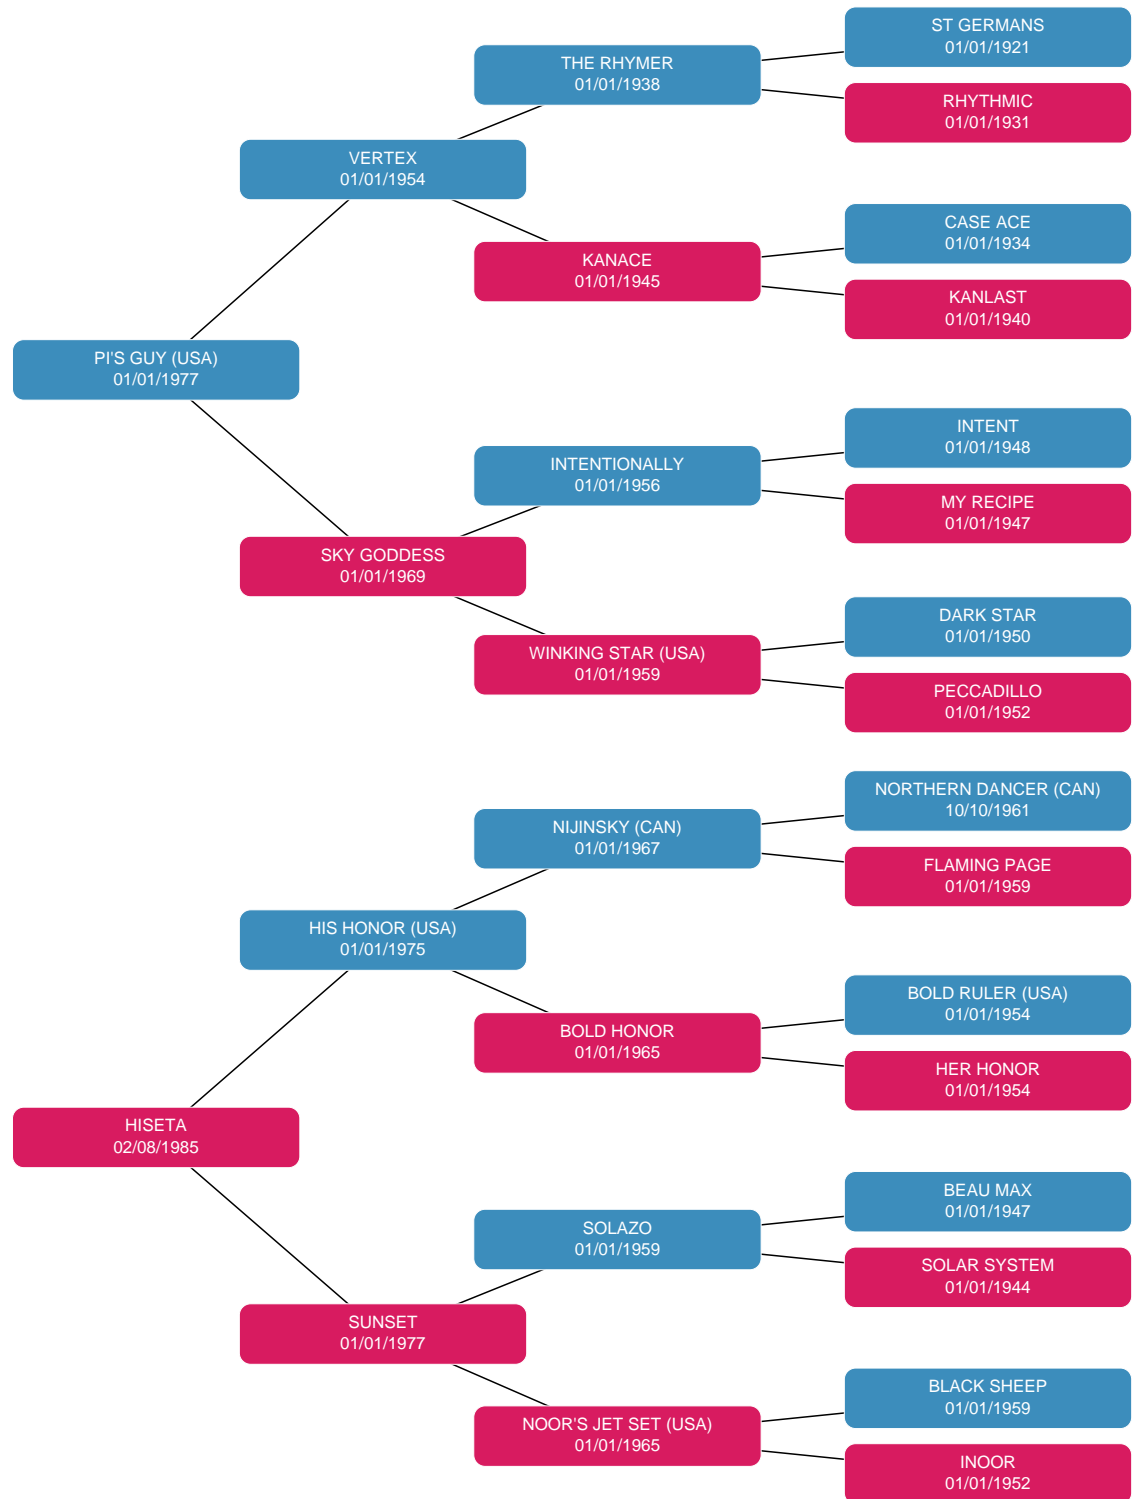 ST GERMANS
01/01/1921
THE RHYMER
01/01/1938
RHYTHMIC
01/01/1931
VERTEX
01/01/1954
CASE ACE
01/01/1934
KANACE
01/01/1945
KANLAST
01/01/1940
PI'S GUY (USA)
01/01/1977
INTENT
01/01/1948
INTENTIONALLY
01/01/1956
MY RECIPE
01/01/1947
SKY GODDESS
01/01/1969
DARK STAR
01/01/1950
WINKING STAR (USA)
01/01/1959
PECCADILLO
01/01/1952
NORTHERN DANCER (CAN)
10/10/1961
NIJINSKY (CAN)
01/01/1967
FLAMING PAGE
01/01/1959
HIS HONOR (USA)
01/01/1975
BOLD RULER (USA)
01/01/1954
BOLD HONOR
01/01/1965
HER HONOR
01/01/1954
HISETA
02/08/1985
BEAU MAX
01/01/1947
SOLAZO
01/01/1959
SOLAR SYSTEM
01/01/1944
SUNSET
01/01/1977
BLACK SHEEP
01/01/1959
NOOR'S JET SET (USA)
01/01/1965
INOOR
01/01/1952